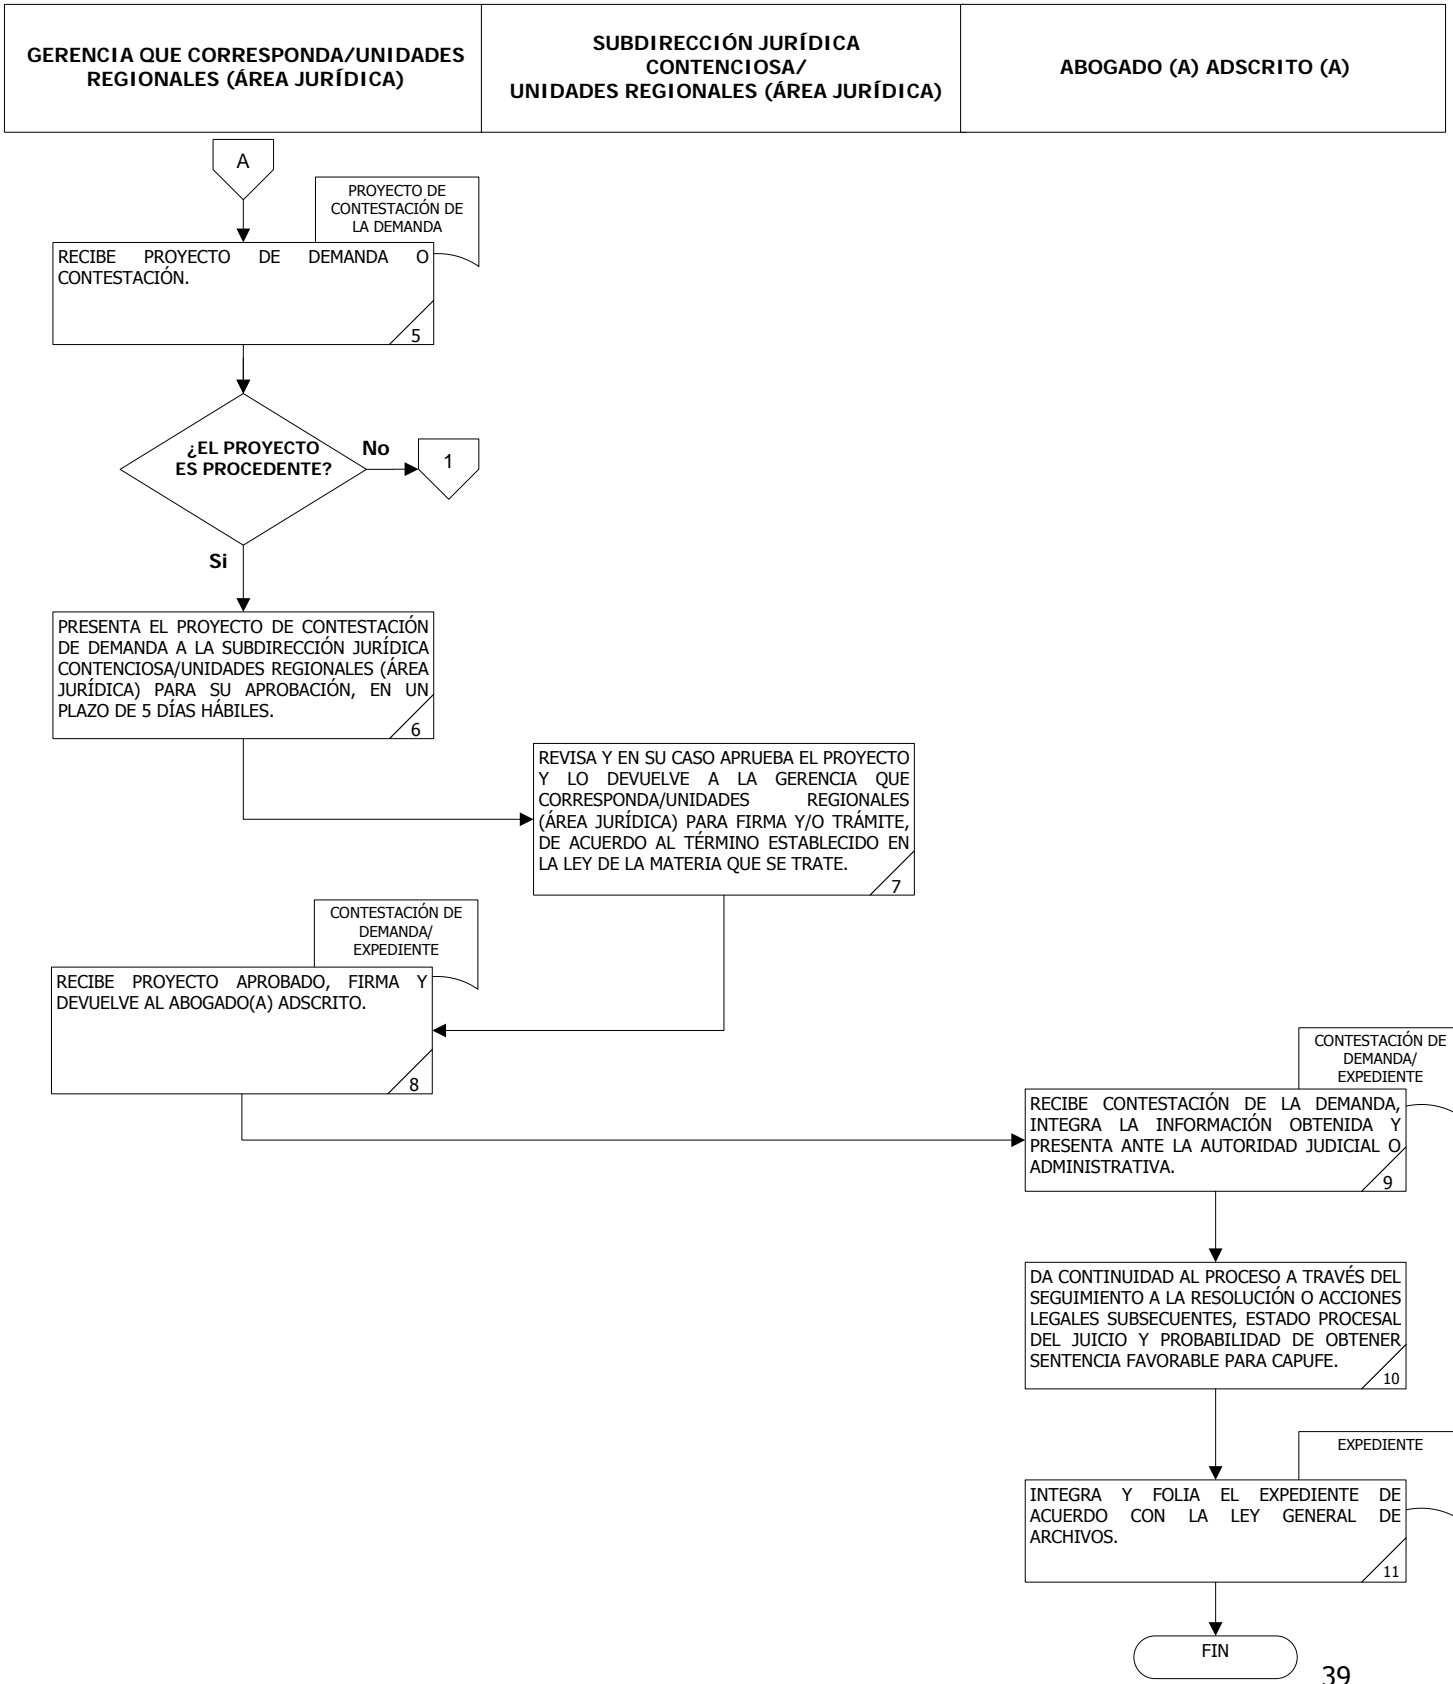 GERENCIA QUE CORRESPONDA/UNIDADES
REGIONALES (ÁREA JURÍDICA)
SUBDIRECCIÓN JURÍDICA
CONTENCIOSA/
UNIDADES REGIONALES (ÁREA JURÍDICA)
ABOGADO (A) ADSCRITO (A)
A
PROYECTO DE
CONTESTACIÓN DE
LA DEMANDA
RECIBE PROYECTO DE DEMANDA O
CONTESTACIÓN.
5
¿EL PROYECTO
ES PROCEDENTE?
No
1
Si
PRESENTA EL PROYECTO DE CONTESTACIÓN
DE DEMANDA A LA SUBDIRECCIÓN JURÍDICA
CONTENCIOSA/UNIDADES REGIONALES (ÁREA
JURÍDICA) PARA SU APROBACIÓN, EN UN
PLAZO DE 5 DÍAS HÁBILES.
6
REVISA Y EN SU CASO APRUEBA EL PROYECTO
Y LO DEVUELVE A LA GERENCIA QUE
CORRESPONDA/UNIDADES REGIONALES
(ÁREA JURÍDICA) PARA FIRMA Y/O TRÁMITE,
DE ACUERDO AL TÉRMINO ESTABLECIDO EN
LA LEY DE LA MATERIA QUE SE TRATE.
7
CONTESTACIÓN DE
DEMANDA/
EXPEDIENTE
RECIBE PROYECTO APROBADO, FIRMA Y
DEVUELVE AL ABOGADO(A) ADSCRITO.
8
CONTESTACIÓN DE
DEMANDA/
EXPEDIENTE
RECIBE CONTESTACIÓN DE LA DEMANDA,
INTEGRA LA INFORMACIÓN OBTENIDA Y
PRESENTA ANTE LA AUTORIDAD JUDICIAL O
ADMINISTRATIVA.
9
DA CONTINUIDAD AL PROCESO A TRAVÉS DEL
SEGUIMIENTO A LA RESOLUCIÓN O ACCIONES
LEGALES SUBSECUENTES, ESTADO PROCESAL
DEL JUICIO Y PROBABILIDAD DE OBTENER
SENTENCIA FAVORABLE PARA CAPUFE.
10
EXPEDIENTE
INTEGRA Y FOLIA EL EXPEDIENTE DE
ACUERDO CON LA LEY GENERAL DE
ARCHIVOS.
11
FIN
39